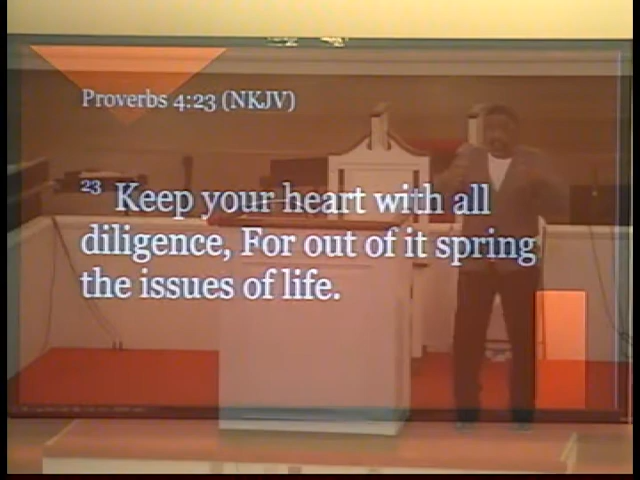 Proverbs 4:23 (NKJV)
23 Keep your heart with all
diligence, For out of it spring
the issues of life.